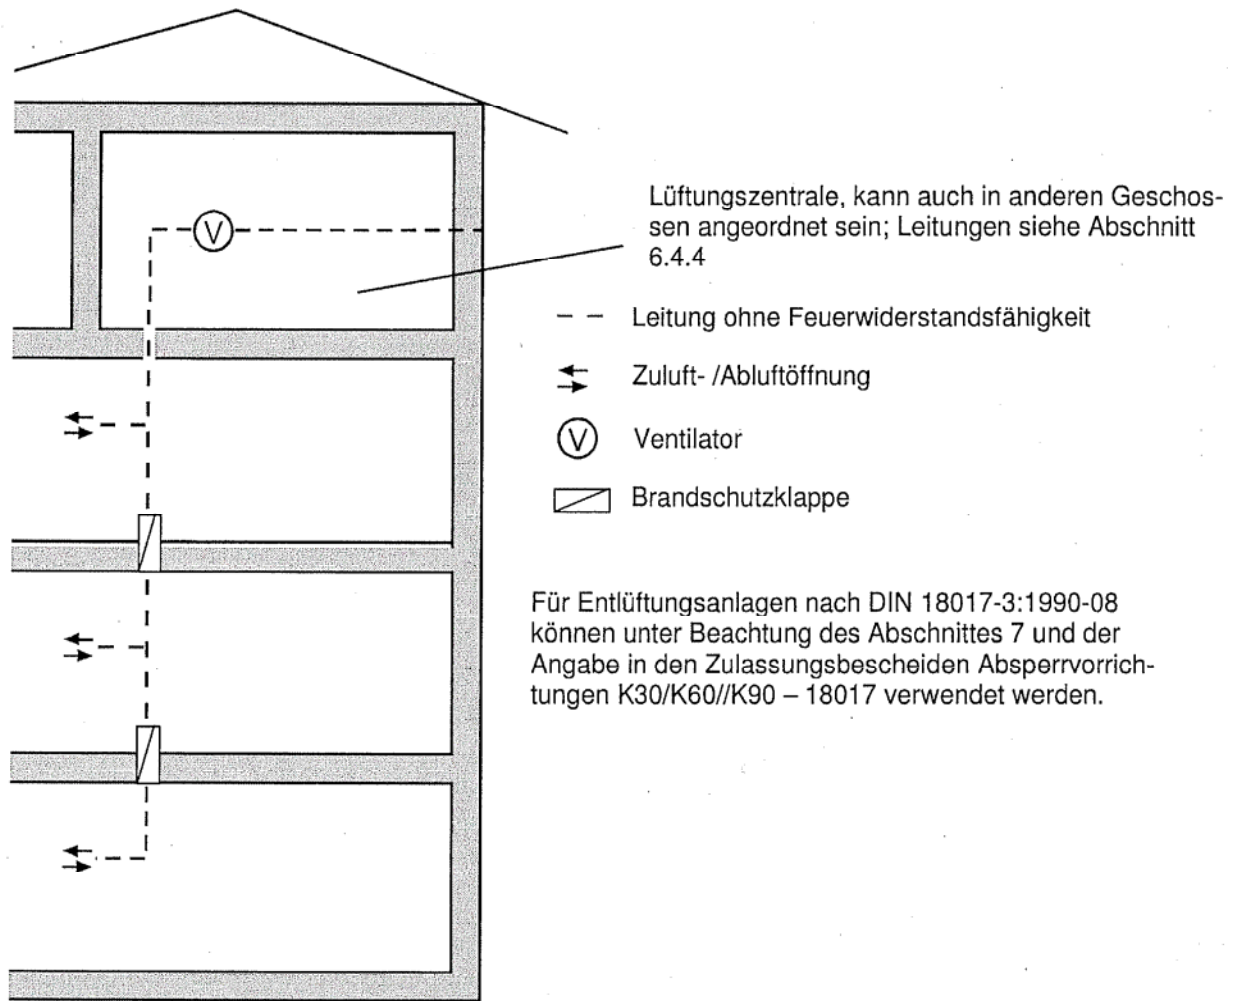 Lüftungszentrale, kann auch in anderen Geschos-
sen angeordnet sein; Leitungen siehe Abschnitt
6.4.4
Leitung ohne Feuerwiderstandsfähigkeit
Zuluft- /Abluftöffnung
V
V Ventilator
Brandschutzklappe
Für Entlüftungsanlagen nach DIN 18017-3:1990-08
können unter Beachtung des Abschnittes 7 und der
Angabe in den Zulassungsbescheiden Absperrvorrich-
tungen K30/K60//K90 – 18017 verwendet werden.